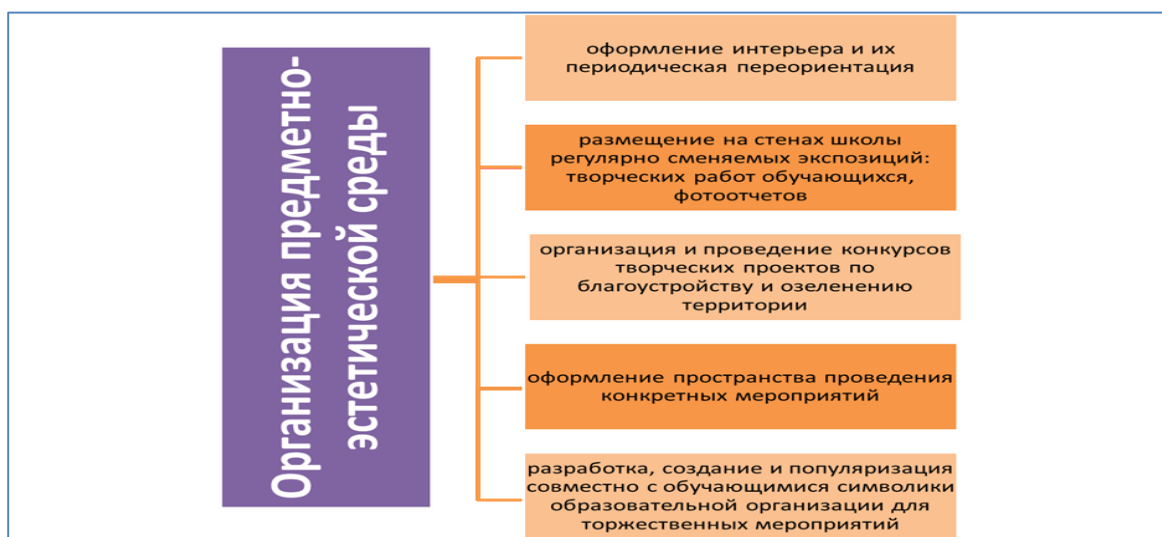 Организация предметно-
эстетической среды
оформление интерьера и их
периодическая переориентация
размещение на стенах школы
регулярно сменяемых экспозиций:
творческих работ обучающихся,
фотоотчетов
организация и проведение конкурсов
творческих проектов по
благоустройству и озеленению
территории
оформление пространства проведения
конкретных мероприятий
разработка, создание и популяризация
совместно с обучающимися символики
образовательной организации для
торжественных мероприятий